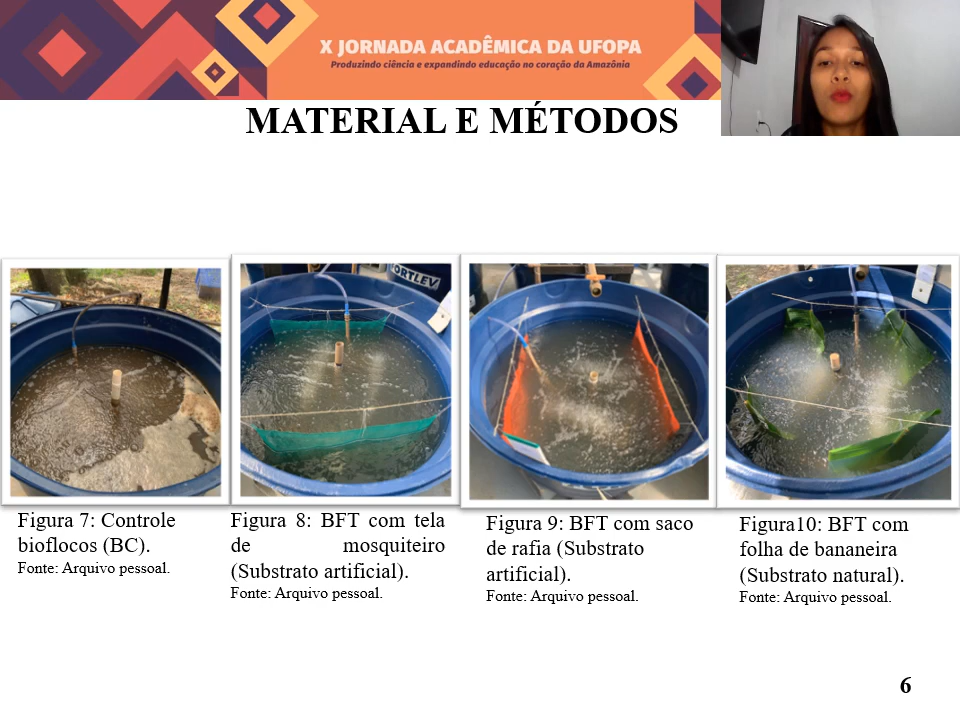 X JORNADA ACADÊMICA DA UFOPA
Produzindo ciência e expandindo educação no coração da Amazônia
MATERIAL E MÉTODOS
ORTLEV
Figura 7: Controle
bioflocos (BC).
Fonte: Arquivo pessoal.
Figura 8: BFT com tela
de mosquiteiro
(Substrato artificial).
Fonte: Arquivo pessoal.
Figura 9: BFT com saco
de rafia (Substrato
artificial).
Fonte: Arquivo pessoal.
Figura10: BFT com
folha de bananeira
(Substrato natural).
Fonte: Arquivo pessoal.
6